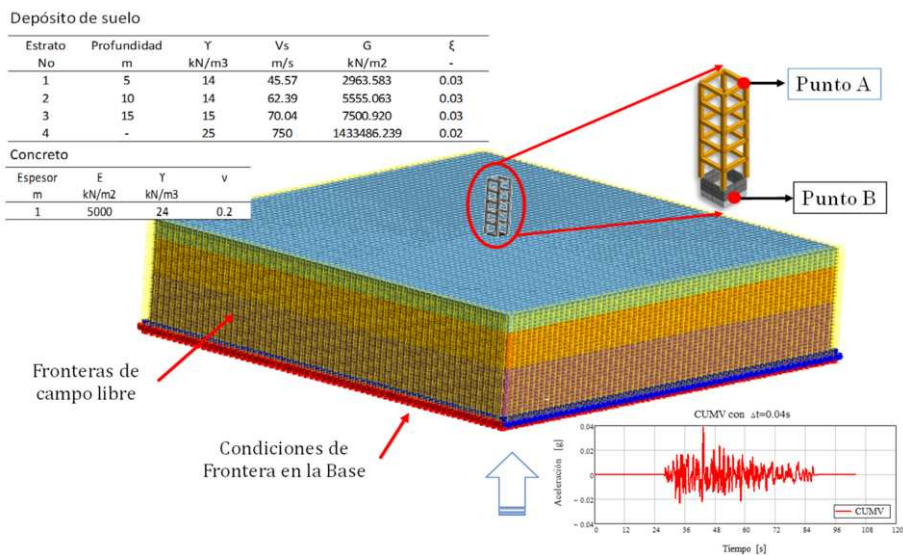 Depósito de suelo
Estrato Profundidad ϒ Vs G ξ
No m kN/m3 m/s kN/m2 -
1 5 14 45.57 2963.583 0.03
2 10 14 62.39 5555.063 0.03
3 15 15 70.04 7500.920 0.03
4 - 25 750 1433486.239 0.02
Concreto
Espesor E ϒ ν
m kN/m2 kN/m3
1 5000 24 0.2
Punto A
Punto B
Fronteras de
campo libre
Condiciones de
Frontera en la Base
CUMV con Δt=0.04s
Aceleración [g]
0.04
0.02
0
− 0.02
− 0.04
0 12 24 36 48 60 72 84 96 108 120
CUMV
Tiempo [s]